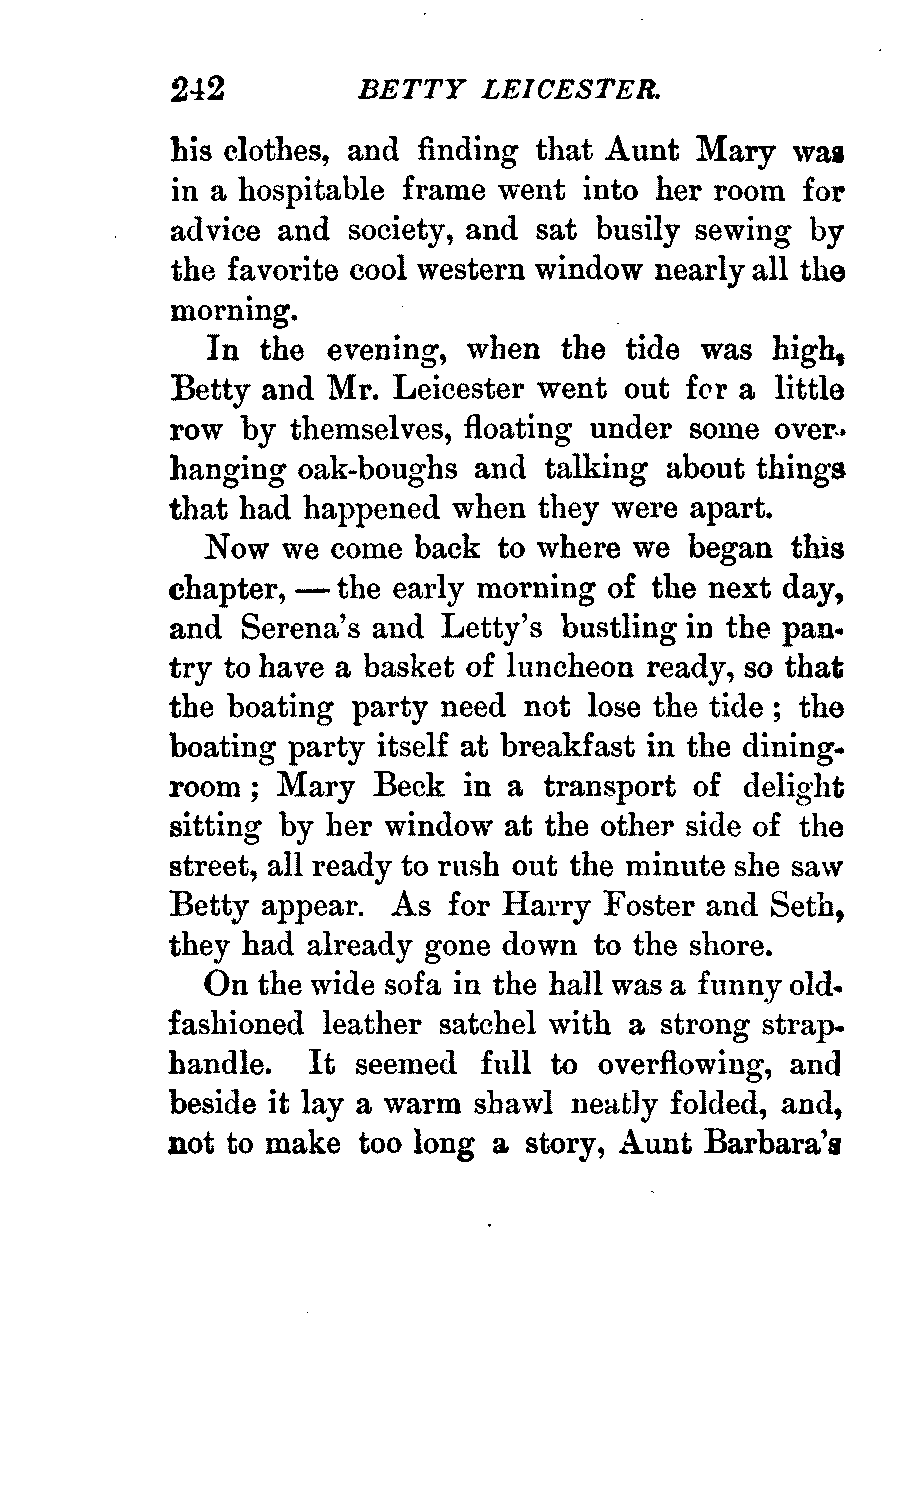 242 BETTY LEICESTER.
his clothes, and finding that Aunt Mary was
in a hospitable frame went into her room for
advice and society, and sat busily sewing by
the favorite cool western window nearly all the
morning.
In the evening, when the tide was high,
Betty and Mr. Leicester went out for a little
row by themselves, floating under some over-
hanging oak-boughs and talking about things
that had happened when they were apart.
Now we come back to where we began this
chapter, — the early morning of the next day,
and Serena's and Letty's bustling in the pan-
try to have a basket of luncheon ready, so that
the boating party need not lose the tide ; the
boating party itself at breakfast in the dining-
room ; Mary Beck in a transport of delight
sitting by her window at the other side of the
street, all ready to rush out the minute she saw
Betty appear. As for Harry Foster and Seth,
they had already gone down to the shore.
On the wide sofa in the hall was a funny old-
fashioned leather satchel with a strong strap-
handle. It seemed full to overflowing, and
beside it lay a warm shawl neatly folded, and,
not to make too long a story, Aunt Barbara's